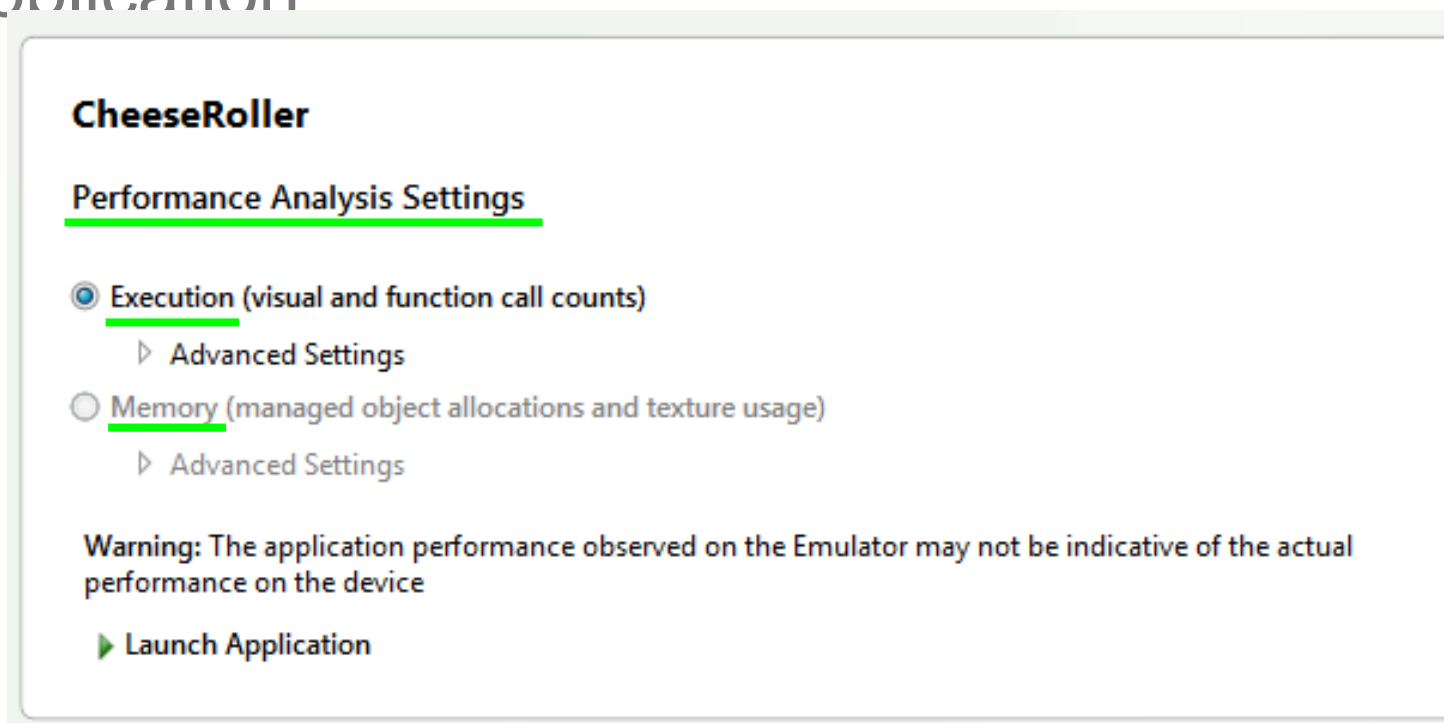 CheeseRoller
Performance Analysis Settings
Execution (visual and function call counts)
Advanced Settings
Memory (managed object allocations and texture usage)
Advanced Settings
Warning: The application performance observed on the Emulator may not be indicative of the actual
performance on the device
Launch Application